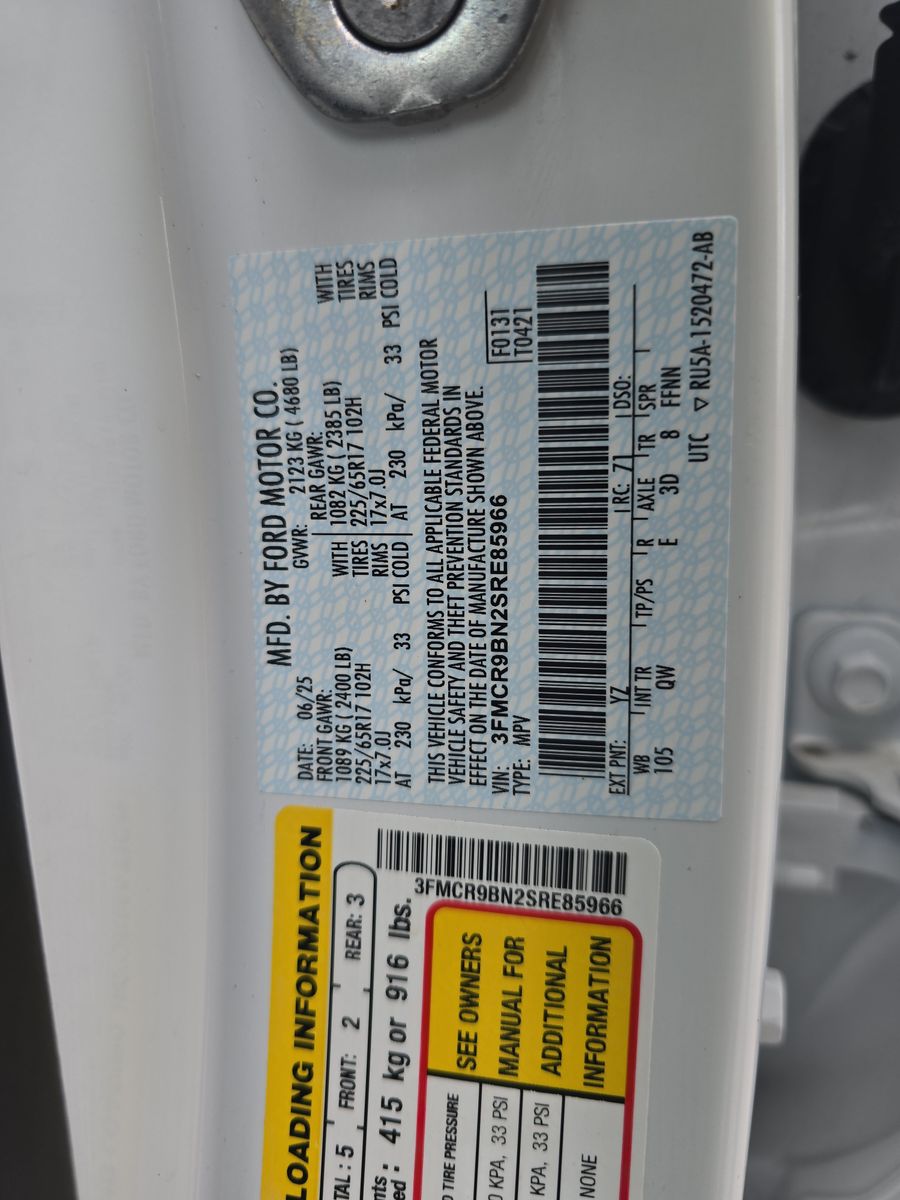 MFD. BY FORD MOTOR CO.
DATE: 06/25 GVWR: 2123 KG ( 4680 LB)
FRONT GAWR: REAR GAWR:
1089 KG ( 2400 LB) WITH 1082 KG ( 2385 LB) WITH
225/65R17 102H TIRES 225/65R17 102H TIRES
17x7.0J RIMS 17x7.0J RIMS
AT 230 kPa/ 33 PSI COLD AT 230 kPa/ 33 PSI COLD
THIS VEHICLE CONFORMS TO ALL APPLICABLE FEDERAL MOTOR
VEHICLE SAFETY AND THEFT PREVENTION STANDARDS IN
EFFECT ON THE DATE OF MANUFACTURE SHOWN ABOVE.
VIN: 3FMCR9BN2SRE85966 F0131
TYPE: MPV T0421
EXT PNT: YZ RC: 71 DSO:
WB INT TR TP/PS R AXLE TR SPR
105 QW E 3D 8 FFNN
UTC ▽ RU5A-1520472-AB
LOADING INFORMATION
TAL : 5 FRONT: 2 REAR: 3
nts
ed : 415 kg or 916 lbs.
3FMCR9BN2SRE85966
D TIRE PRESSURE
0 KPA, 33 PSI
KPA, 33 PSI
NONE
SEE OWNERS
MANUAL FOR
ADDITIONAL
INFORMATION